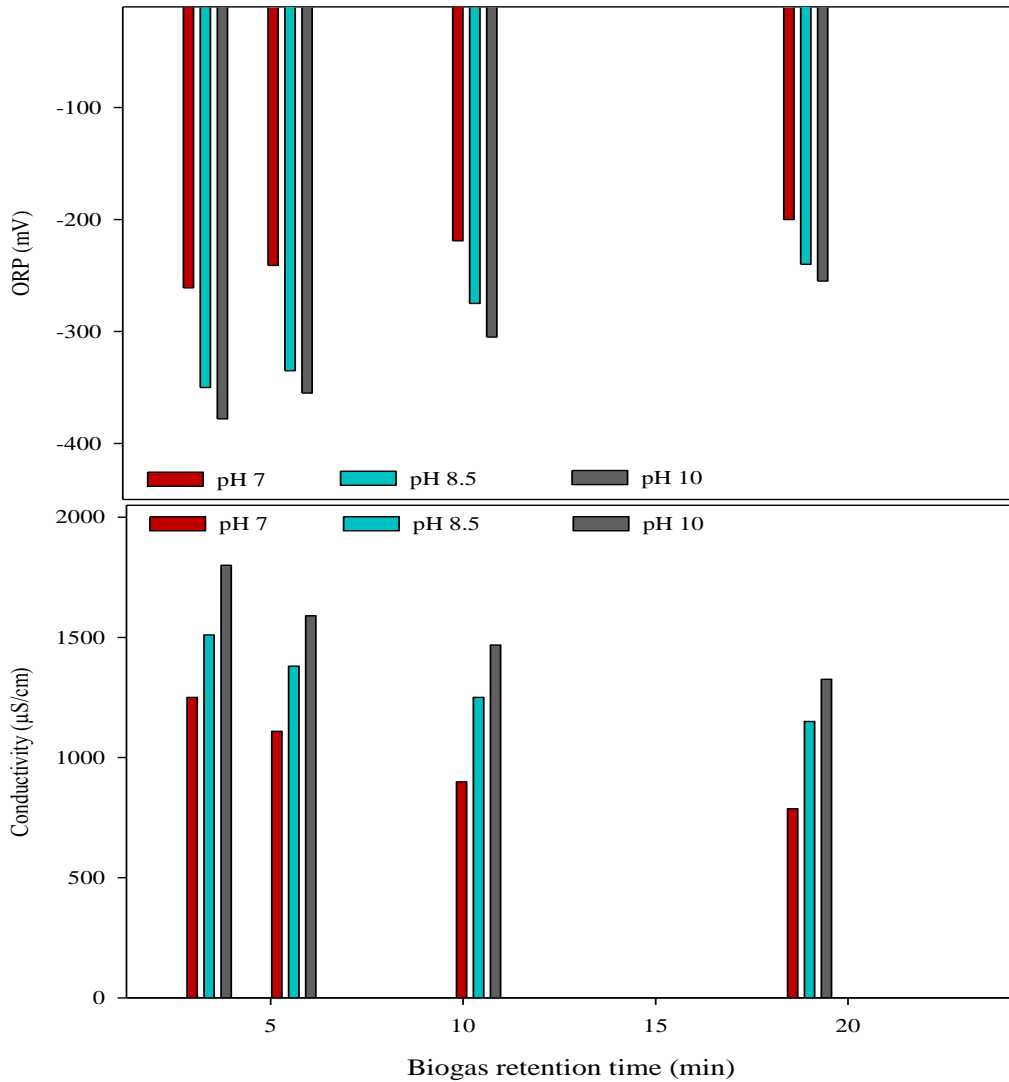 -100
-200
-300
-400
ORP (mV)
pH 7 pH 8.5 pH 10
pH 7 pH 8.5 pH 10
2000
1500
1000
500
0
Conductivity (µS/cm)
5 10 15 20
Biogas retention time (min)